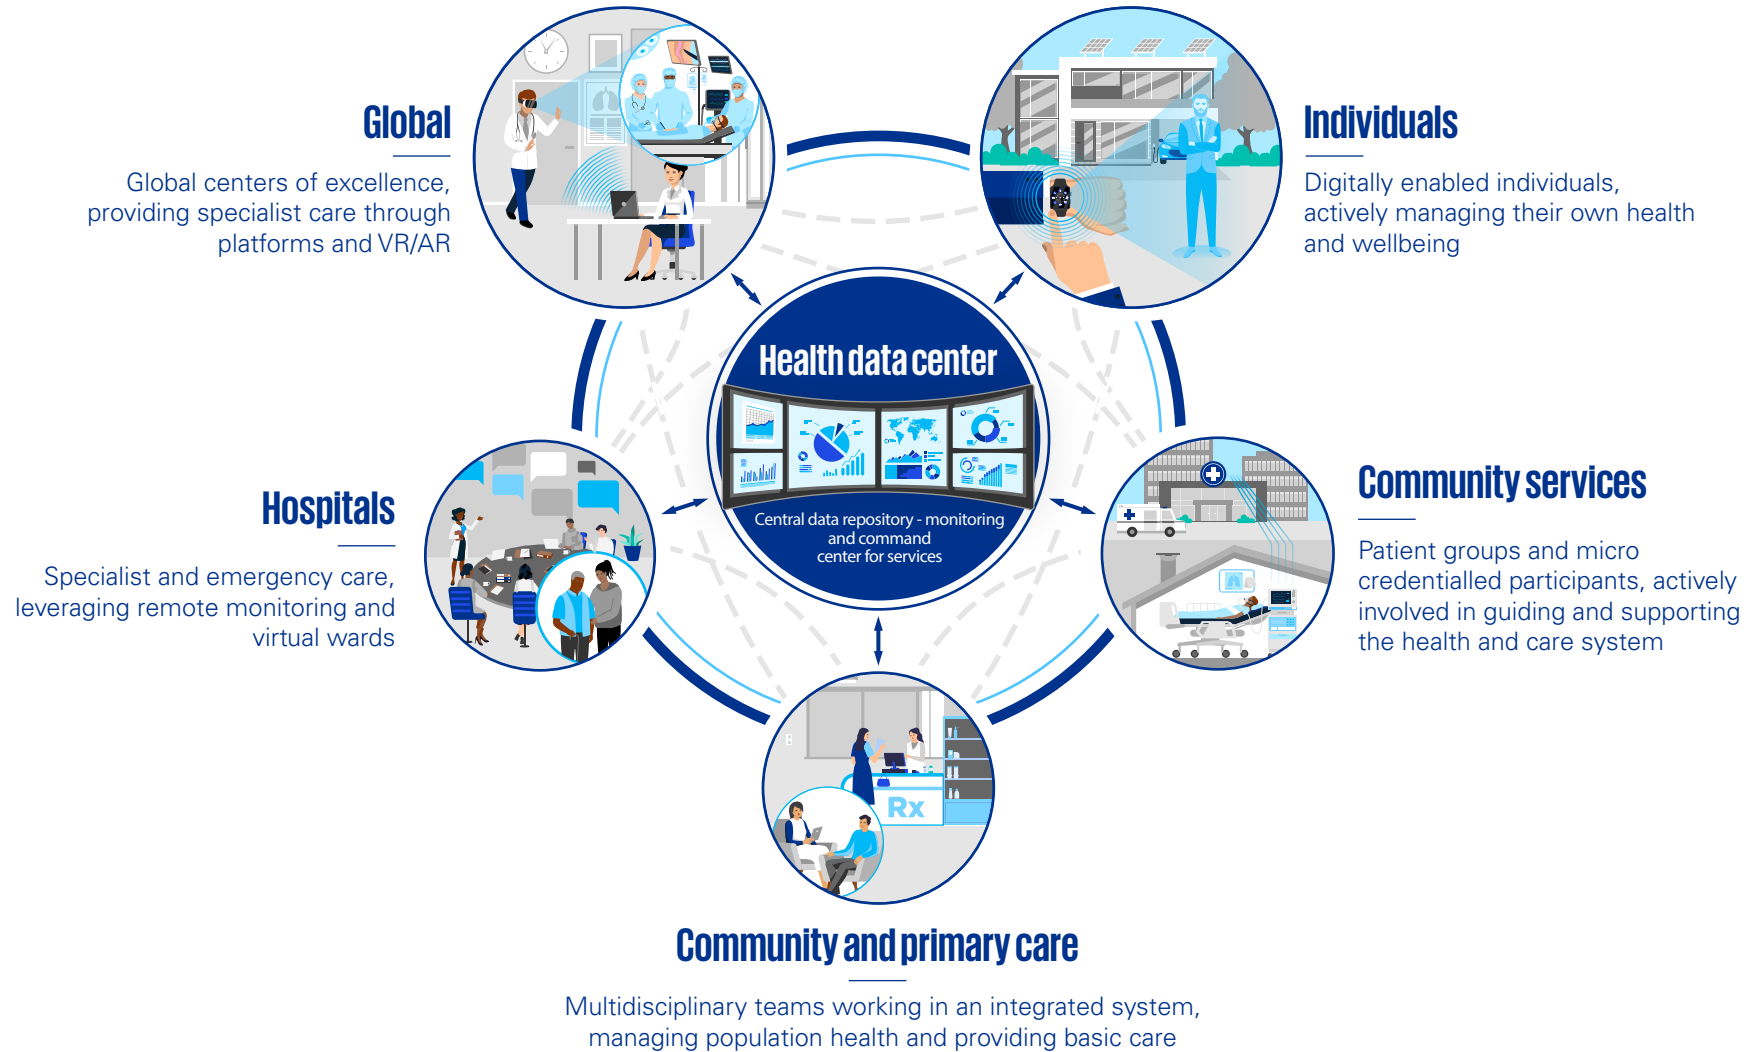 Global
Global centers of excellence,
providing specialist care through
platforms and VR/AR
Individuals
Digitally enabled individuals,
actively managing their own health
and wellbeing
Health data center
Central data repository - monitoring
and command
center for services
Hospitals
Specialist and emergency care,
leveraging remote monitoring and
virtual wards
Community services
Patient groups and micro
credentialled participants, actively
involved in guiding and supporting
the health and care system
Rx
Community and primary care
Multidisciplinary teams working in an integrated system,
managing population health and providing basic care